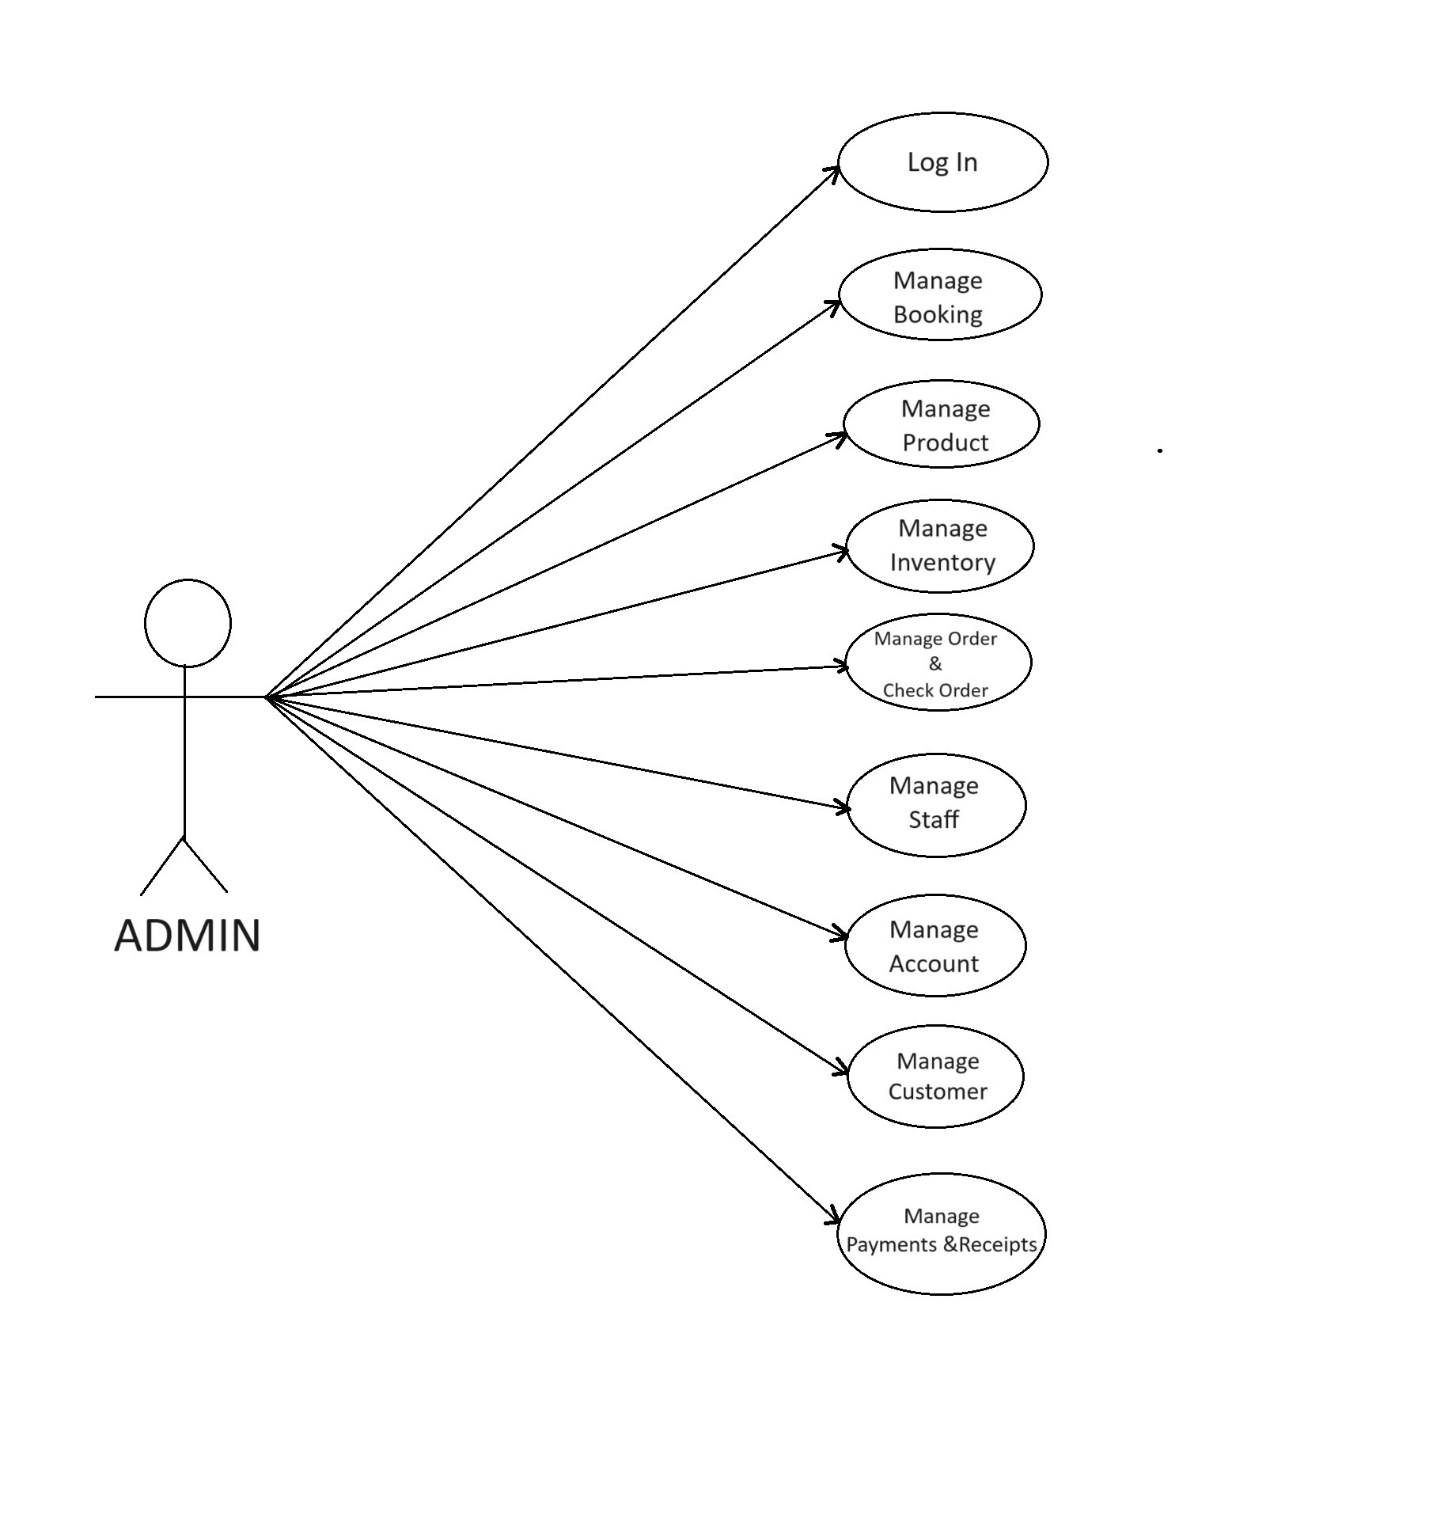 Log In
Manage
Booking
Manage
Product
Manage
Inventory
Manage Order
&
Check Order
Manage
Staff
Manage
Account
Manage
Customer
Manage
Payments &Receipts
ADMIN